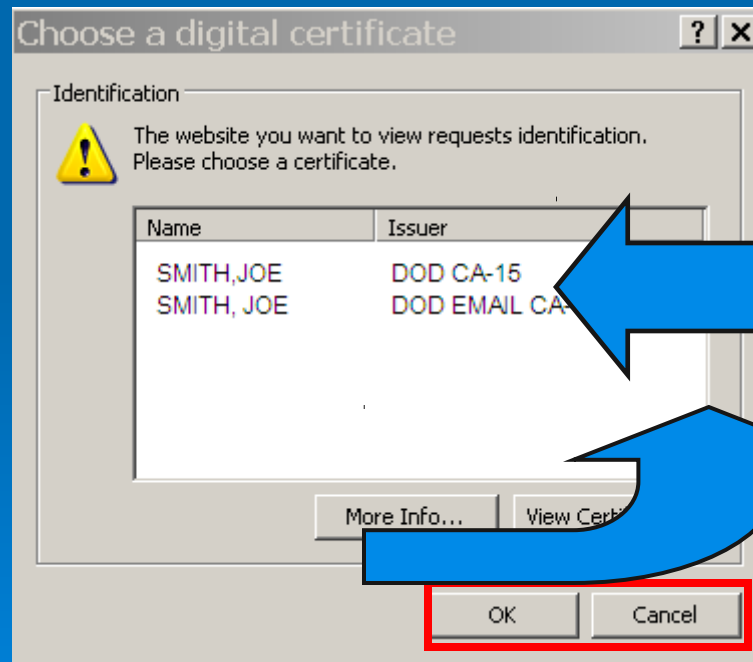 Choose a digital certificate
Identification
The website you want to view requests identification.
Please choose a certificate.
Name Issuer
SMITH,JOE DOD CA-15
SMITH, JOE DOD EMAIL CA-
More Info... View
OK Cancel